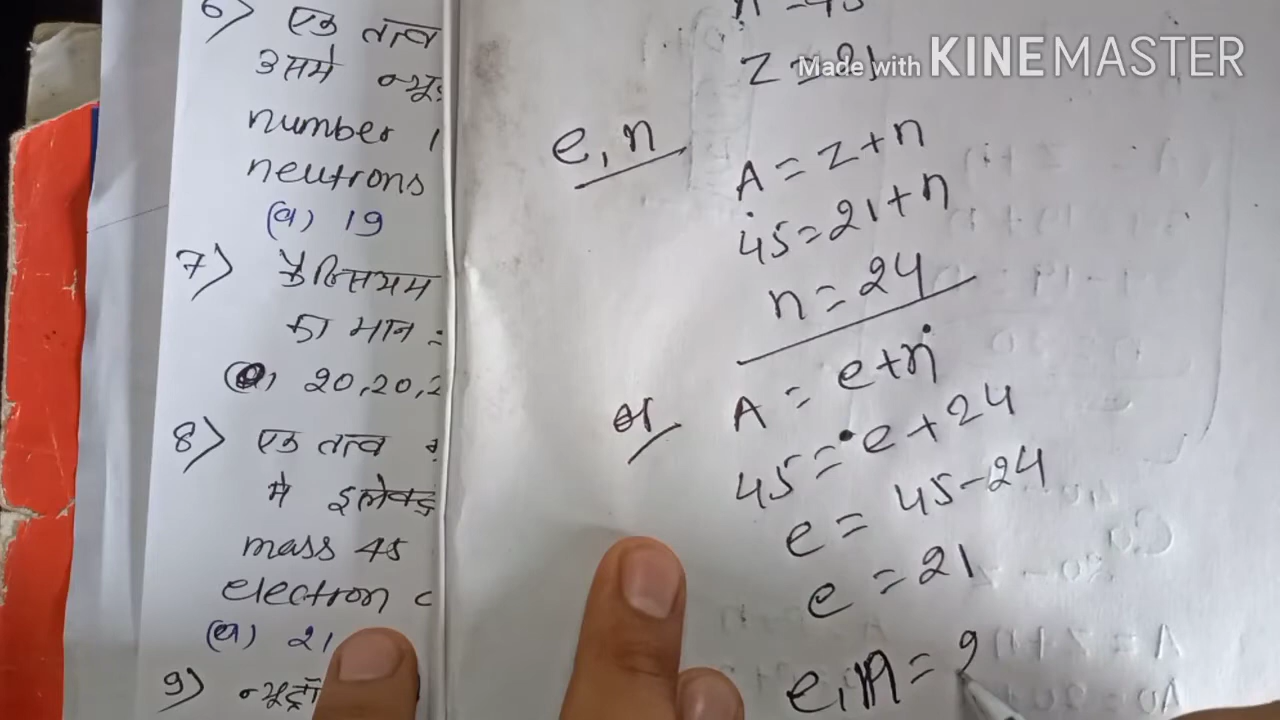 6) एक तत्व
उसमे न्यू
number
neutrons
(a) 19
7) कैल्सियम
का मान =
(a) 20,20,2
8) एक तत्व
मे इलेक्ट्र
mass 45
electron c
(a) 21
9) न्यूट्रॉ
Z = 21
Made with KINEMASTER
e, n
A = Z + n
45 = 21 + n
n = 24
or A = e + n
45 = e + 24
e = 45 - 24
e = 21
e, n = 2